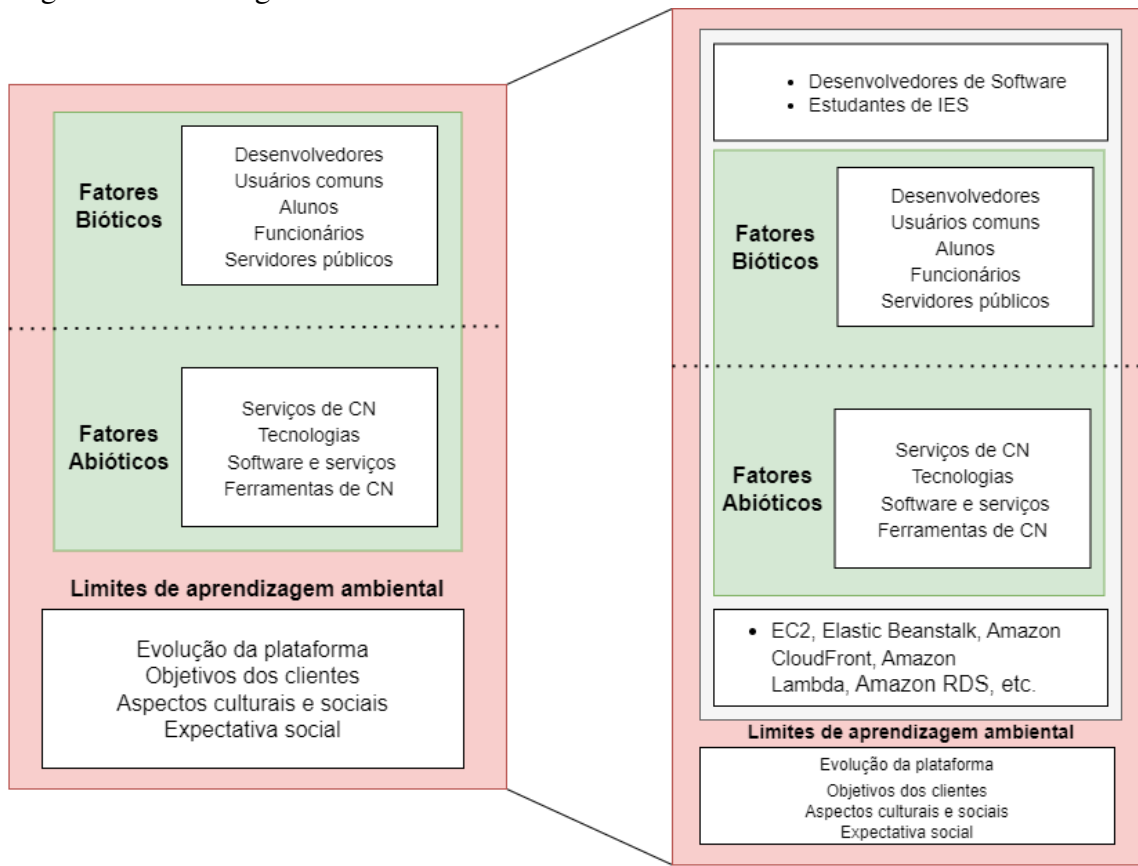 Fatores
Bióticos
Desenvolvedores
Usuários comuns
Alunos
Funcionários
Servidores públicos
Fatores
Abióticos
Serviços de CN
Tecnologias
Software e serviços
Ferramentas de CN
Limites de aprendizagem ambiental
Evolução da plataforma
Objetivos dos clientes
Aspectos culturais e sociais
Expectativa social
• Desenvolvedores de Software
• Estudantes de IES
Fatores
Bióticos
Desenvolvedores
Usuários comuns
Alunos
Funcionários
Servidores públicos
Fatores
Abióticos
Serviços de CN
Tecnologias
Software e serviços
Ferramentas de CN
• EC2, Elastic Beanstalk, Amazon
CloudFront, Amazon
Lambda, Amazon RDS, etc.
Limites de aprendizagem ambiental
Evolução da plataforma
Objetivos dos clientes
Aspectos culturais e sociais
Expectativa social